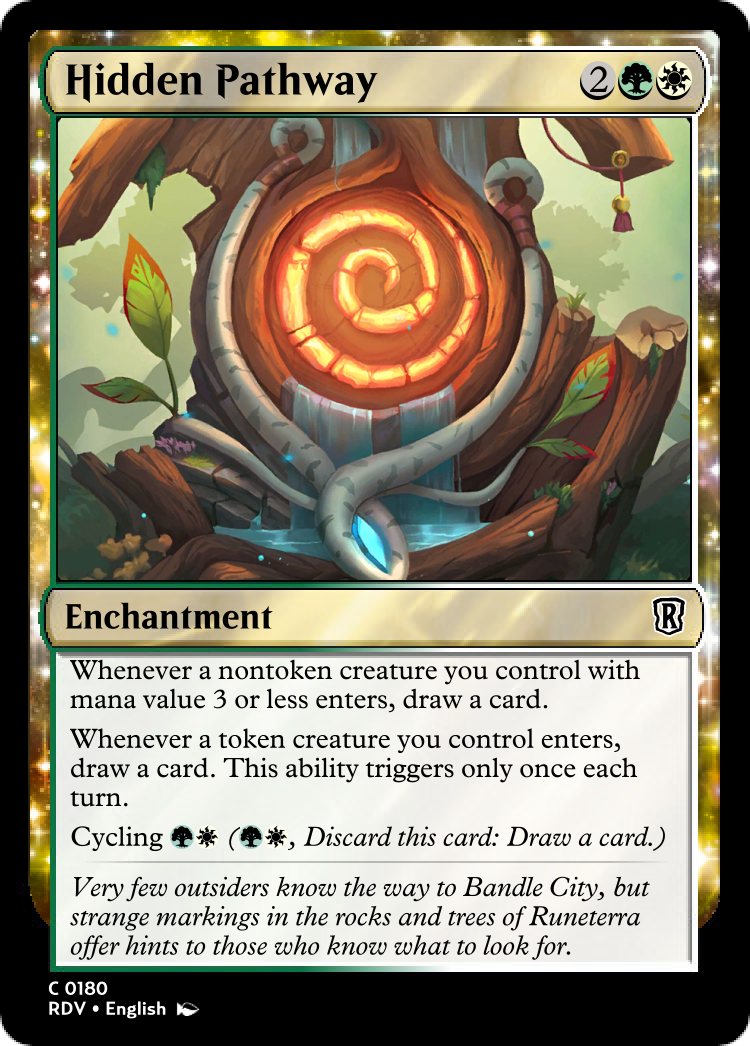 Hidden Pathway 2
Enchantment R
Whenever a nontoken creature you control with
mana value 3 or less enters, draw a card.
Whenever a token creature you control enters,
draw a card. This ability triggers only once each
turn.
Cycling (, Discard this card: Draw a card.)
Very few outsiders know the way to Bandle City, but
strange markings in the rocks and trees of Runeterra
offer hints to those who know what to look for.
C 0180
RDV • English